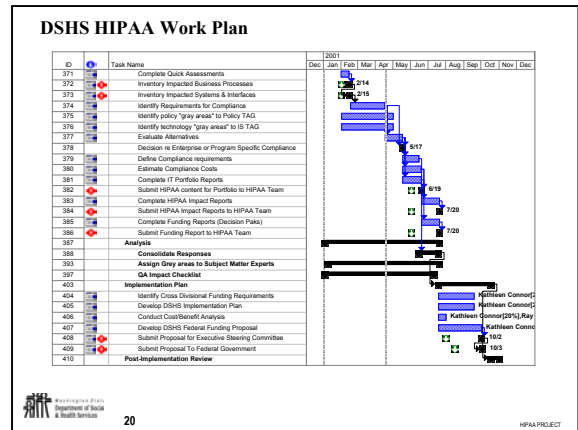 DSHS HIPAA Work Plan
2001
ID Task Name Dec Jan Feb Mar Apr May Jun Jul Aug Sep Oct Nov Dec
371 Complete Quick Assessments
372 Inventory Impacted Business Processes 2/14
373 Inventory Impacted Systems & Interfaces 2/15
374 Identify Requirements for Compliance
375 Identify policy "gray areas" to Policy TAG
376 Identify technology "gray areas" to IS TAG
377 Evaluate Alternatives
378 Decision re Enterprise or Program Specific Compliance 5/17
379 Define Compliance requirements
380 Estimate Compliance Costs
381 Complete IT Portfolio Reports
382 Submit HIPAA content for Portfolio to HIPAA Team 6/19
383 Complete HIPAA Impact Reports
384 Submit HIPAA Impact Reports to HIPAA Team 7/20
385 Complete Funding Reports (Decision Paks)
386 Submit Funding Report to HIPAA Team 7/20
387 Analysis
388 Consolidate Responses
393 Assign Grey areas to Subject Matter Experts
397 QA Impact Checklist
403 Implementation Plan
404 Identify Cross Divisional Funding Requirements Kathleen Connor[2
405 Develop DSHS Implementation Plan Kathleen Connor[2
406 Conduct Cost/Benefit Analysis Kathleen Connor[20%],Ray
407 Develop DSHS Federal Funding Proposal Kathleen Conno
408 Submit Proposal for Executive Steering Committee 10/2
409 Submit Proposal To Federal Government 10/3
410 Post-Implementation Review
Washington State
Department of Social
& Health Services
20
HIPAA PROJECT